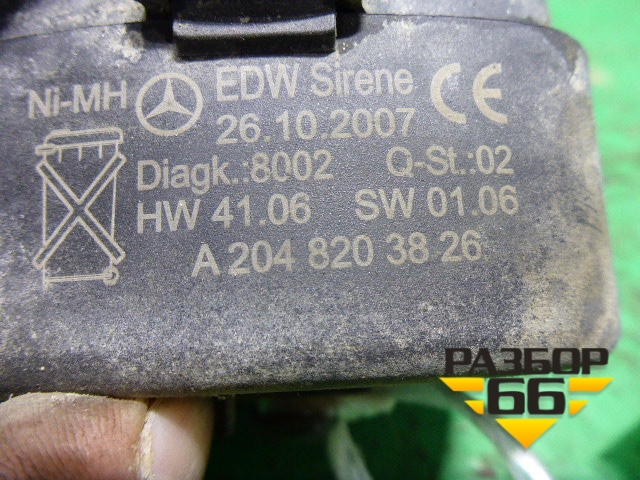 Ni-MH EDW Sirene CE
26.10.2007
Diagk.:8002 Q-St.:02
HW 41.06 SW 01.06
A 204 820 38 26
РАЗБОР
66